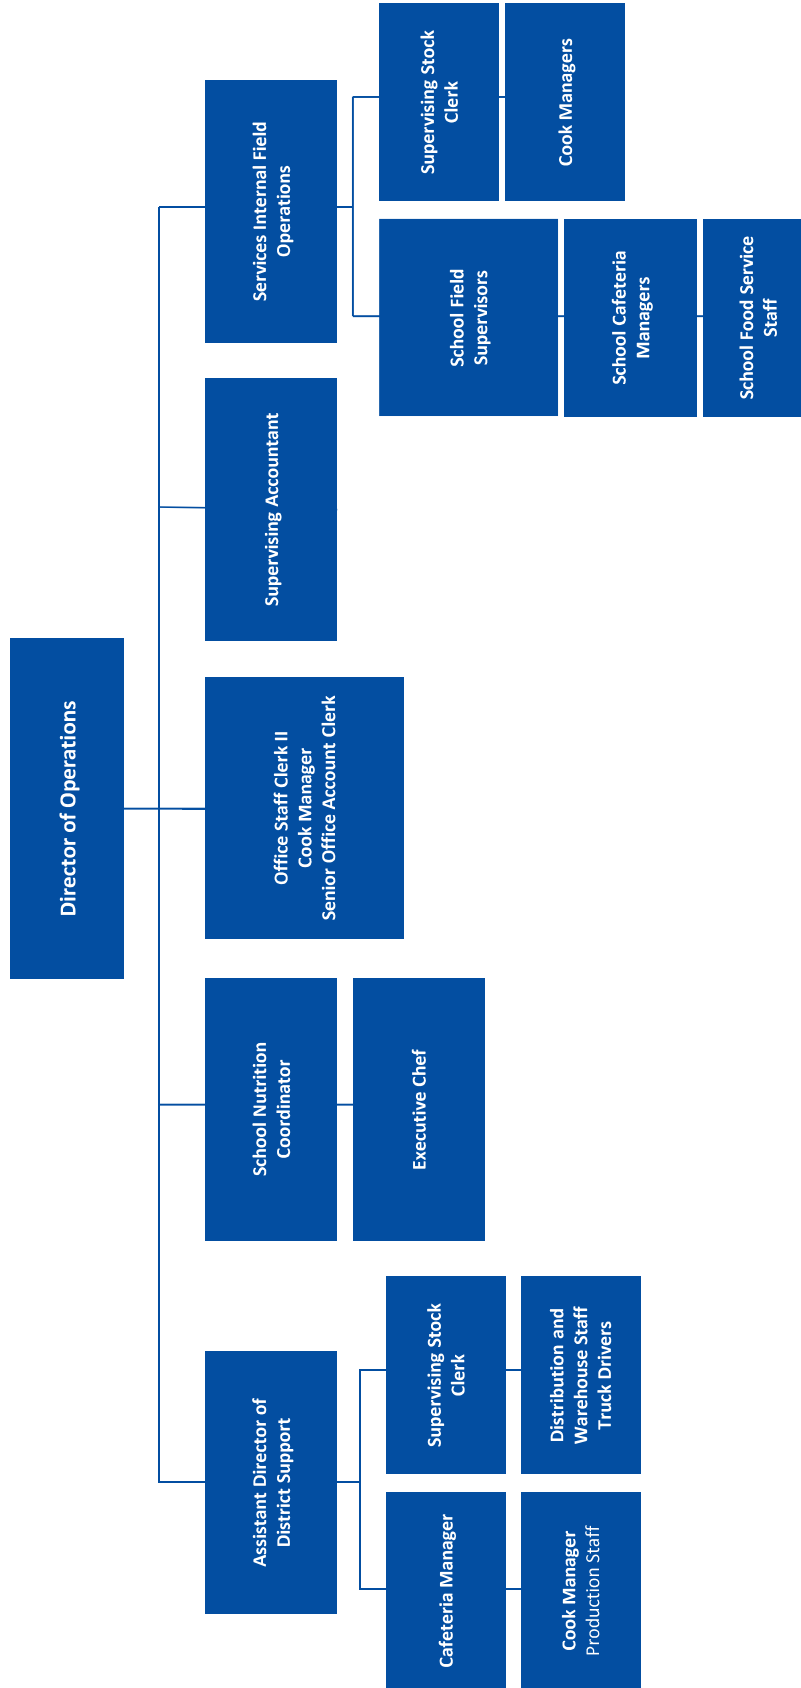 Director of Operations
Assistant Director of
District Support
School Nutrition
Coordinator
Office Staff Clerk II
Cook Manager
Senior Office Account Clerk
Supervising Accountant
Services Internal Field
Operations
Cafeteria Manager
Supervising Stock
Clerk
Executive Chef
School Field
Supervisors
Supervising Stock
Clerk
Cook Manager
Production Staff
Distribution and
Warehouse Staff
Truck Drivers
School Cafeteria
Managers
Cook Managers
School Food Service
Staff